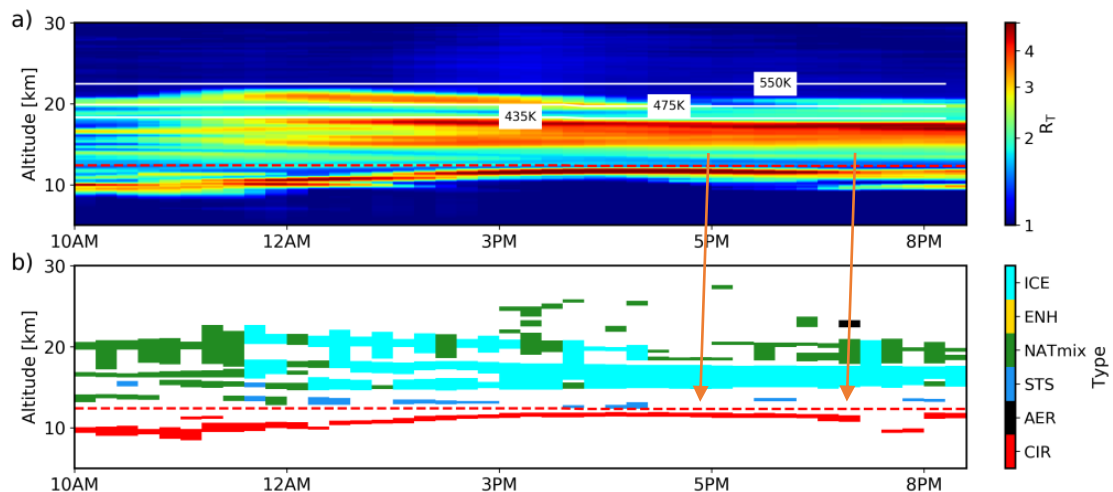 a)
30
20
10
Altitude [km]
550K
475K
435K
10AM
12AM
3PM
5PM
8PM
4
3
2
1
R_T
b)
30
20
10
Altitude [km]
10AM
12AM
3PM
5PM
8PM
ICE
ENH
NATmix
STS
AER
CIR
Type